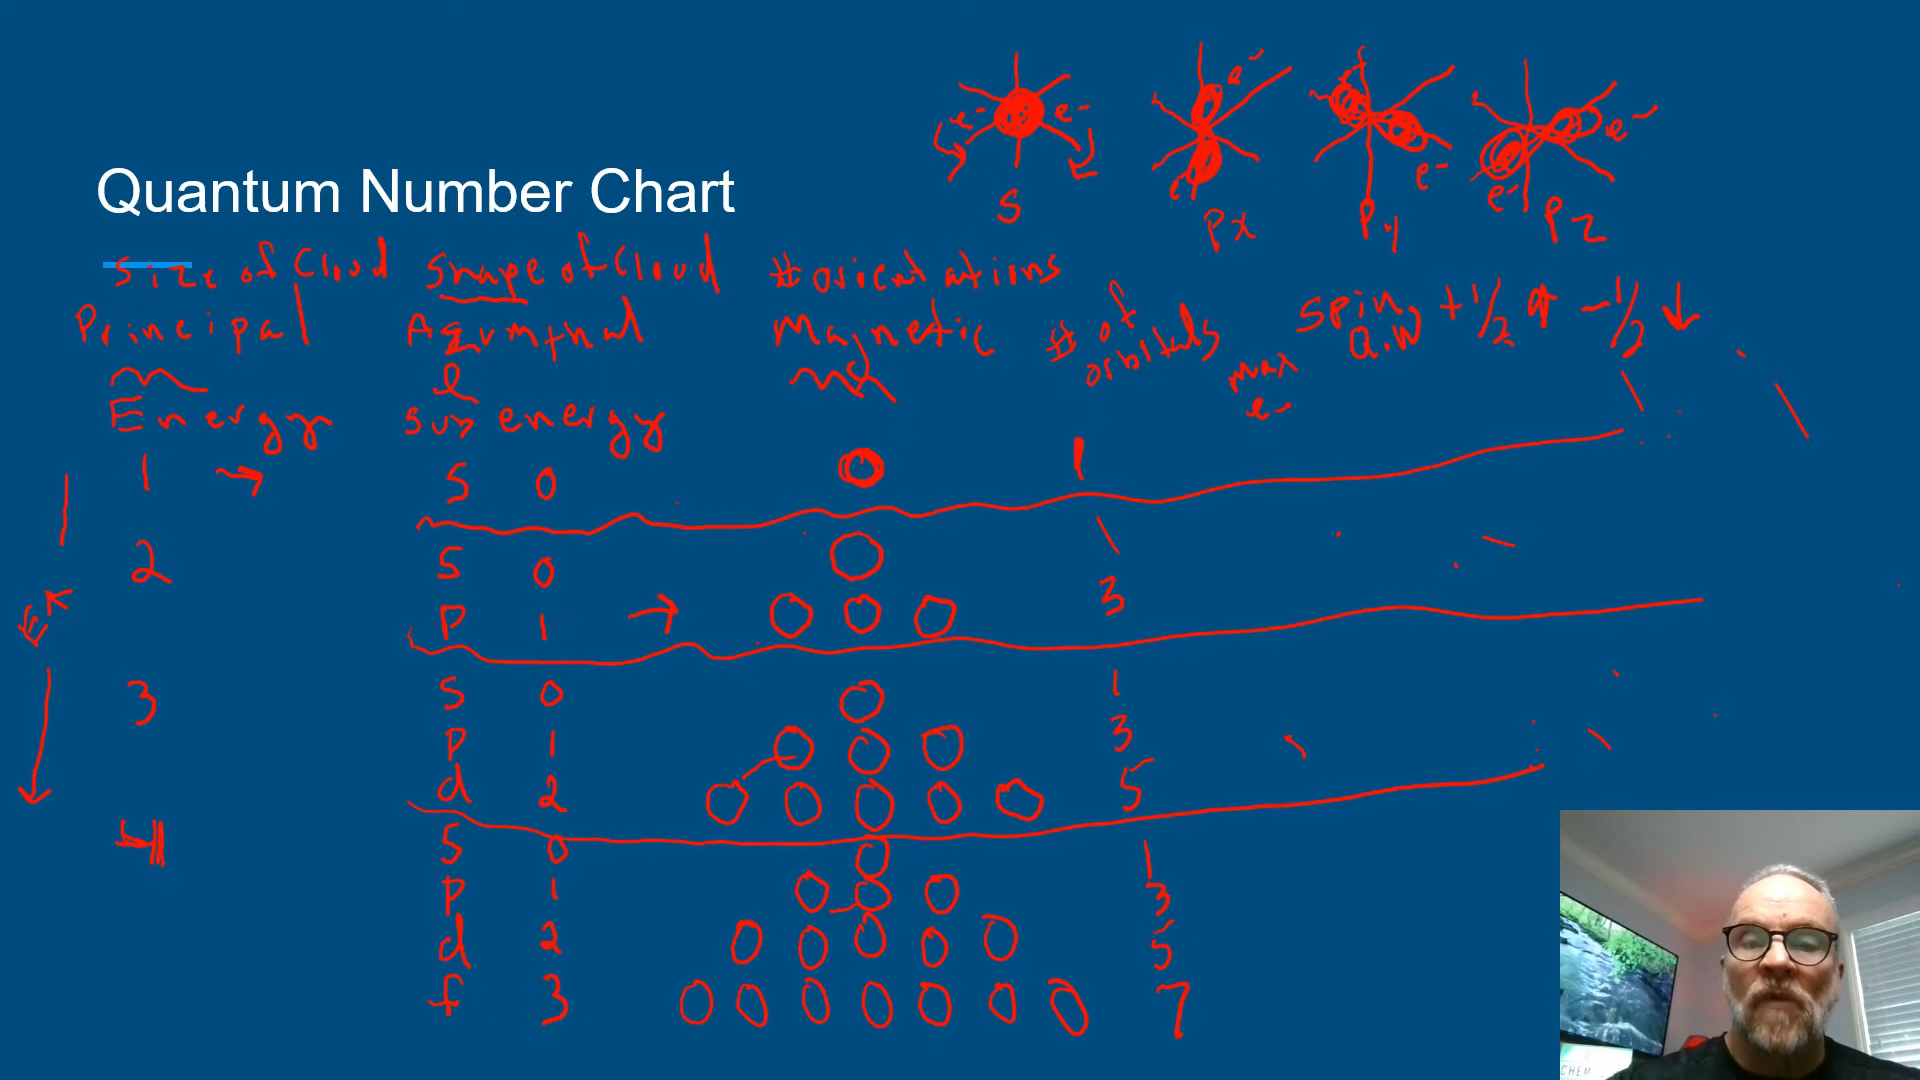 e- e- e- e- e- e-
S Px Py Pz
Quantum Number Chart
Size of Cloud Shape of Cloud # orientations
Principal Azumthal Magnetic # of orbitals max e- Spin Q.N +1/2 -1/2
l
Energy Sub energy
1 S 0 1
2 S 0 1
P 1 3
3 S 0 1
P 1 3
d 2 5
4 S 0 1
P 1 3
d 2 5
f 3 7
CHEM